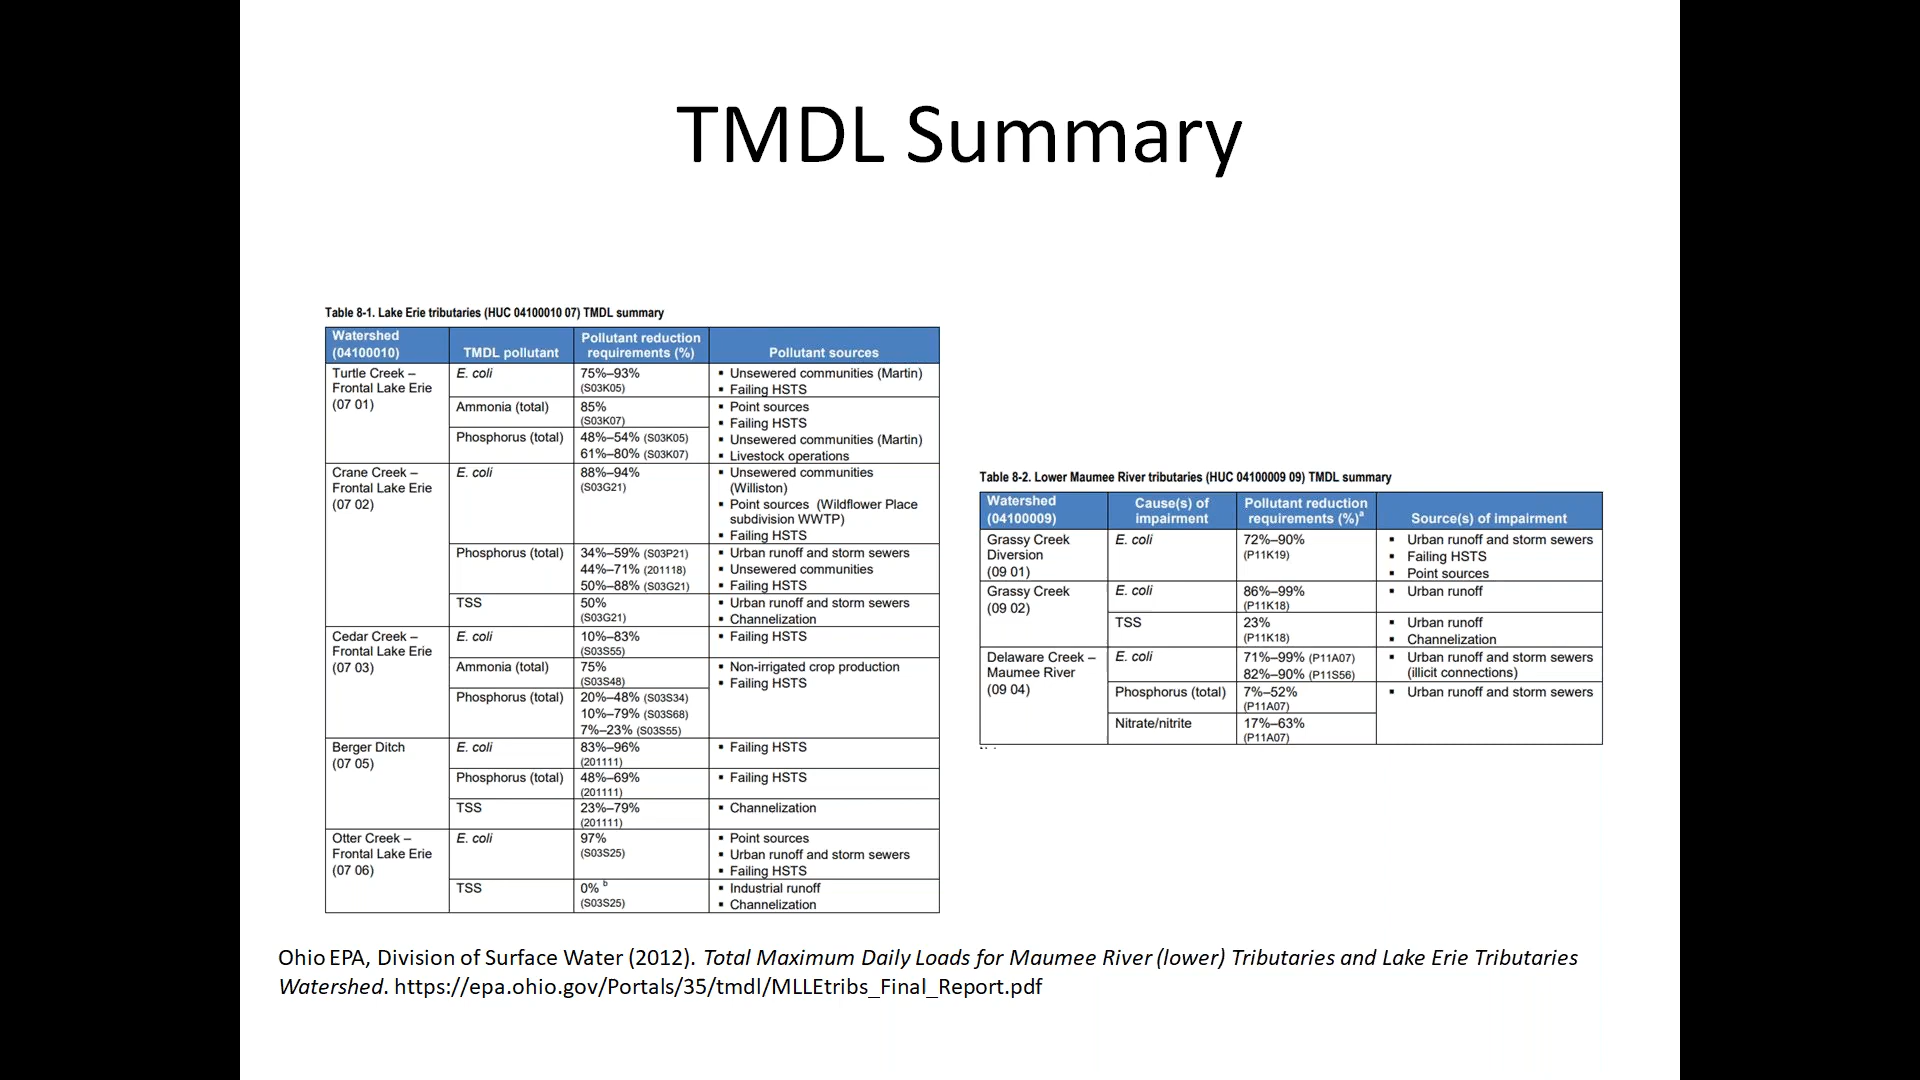 TMDL Summary
Table 8-1. Lake Erie tributaries (HUC 04100010 07) TMDL summary
Watershed
(04100010)
TMDL pollutant
Pollutant reduction
requirements (%)
Pollutant sources
Turtle Creek –
Frontal Lake Erie
(07 01)
E. coli
75%–93%
(S03K05)
▪ Unsewered communities (Martin)
▪ Failing HSTS
Ammonia (total)
85%
(S03K07)
▪ Point sources
▪ Failing HSTS
▪ Unsewered communities (Martin)
▪ Livestock operations
Phosphorus (total)
48%–54% (S03K05)
61%–80% (S03K07)
Crane Creek –
Frontal Lake Erie
(07 02)
E. coli
88%–94%
(S03G21)
▪ Unsewered communities
(Williston)
▪ Point sources (Wildflower Place
subdivision WWTP)
▪ Failing HSTS
Phosphorus (total)
34%–59% (S03P21)
44%–71% (201118)
50%–88% (S03G21)
▪ Urban runoff and storm sewers
▪ Unsewered communities
▪ Failing HSTS
TSS
50%
(S03G21)
▪ Urban runoff and storm sewers
▪ Channelization
Cedar Creek –
Frontal Lake Erie
(07 03)
E. coli
10%–83%
(S03S55)
▪ Failing HSTS
Ammonia (total)
75%
(S03S48)
▪ Non-irrigated crop production
▪ Failing HSTS
Phosphorus (total)
20%–48% (S03S34)
10%–79% (S03S68)
7%–23% (S03S55)
Berger Ditch
(07 05)
E. coli
83%–96%
(201111)
▪ Failing HSTS
Phosphorus (total)
48%–69%
(201111)
▪ Failing HSTS
TSS
23%–79%
(201111)
▪ Channelization
Otter Creek –
Frontal Lake Erie
(07 06)
E. coli
97%
(S03S25)
▪ Point sources
▪ Urban runoff and storm sewers
▪ Failing HSTS
TSS
0% b
(S03S25)
▪ Industrial runoff
▪ Channelization
Table 8-2. Lower Maumee River tributaries (HUC 04100009 09) TMDL summary
Watershed
(04100009)
Cause(s) of
impairment
Pollutant reduction
requirements (%)a
Source(s) of impairment
Grassy Creek
Diversion
(09 01)
E. coli
72%–90%
(P11K19)
▪ Urban runoff and storm sewers
▪ Failing HSTS
▪ Point sources
Grassy Creek
(09 02)
E. coli
86%–99%
(P11K18)
▪ Urban runoff
TSS
23%
(P11K18)
▪ Urban runoff
▪ Channelization
Delaware Creek –
Maumee River
(09 04)
E. coli
71%–99% (P11A07)
82%–90% (P11S56)
▪ Urban runoff and storm sewers
(illicit connections)
Phosphorus (total)
7%–52%
(P11A07)
▪ Urban runoff and storm sewers
Nitrate/nitrite
17%–63%
(P11A07)
Ohio EPA, Division of Surface Water (2012). Total Maximum Daily Loads for Maumee River (lower) Tributaries and Lake Erie Tributaries
Watershed. https://epa.ohio.gov/Portals/35/tmdl/MLLEtribs_Final_Report.pdf